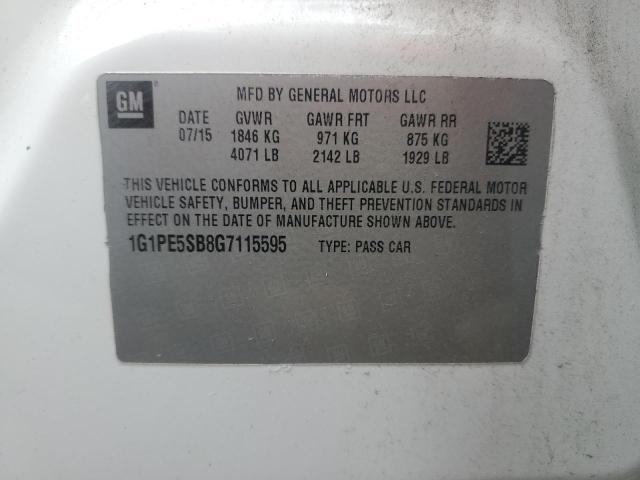 GM
MFD BY GENERAL MOTORS LLC
DATE GVWR GAWR FRT GAWR RR
07/15 1846 KG 971 KG 875 KG
4071 LB 2142 LB 1929 LB
THIS VEHICLE CONFORMS TO ALL APPLICABLE U.S. FEDERAL MOTOR
VEHICLE SAFETY, BUMPER, AND THEFT PREVENTION STANDARDS IN
EFFECT ON THE DATE OF MANUFACTURE SHOWN ABOVE.
1G1PE5SB8G7115595 TYPE: PASS CAR